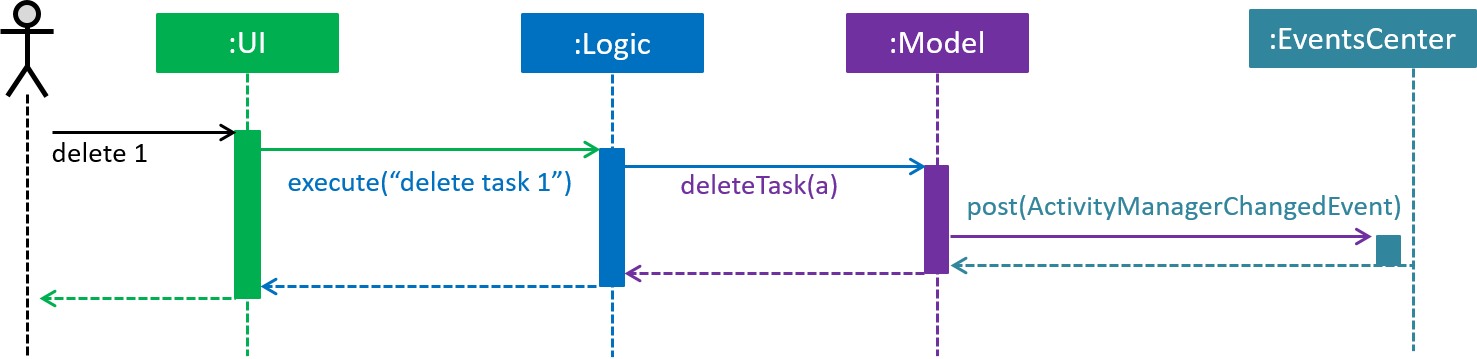 :UI
:Logic
:Model
:EventsCenter
delete 1
execute(“delete task 1”)
deleteTask(a)
post(ActivityManagerChangedEvent)